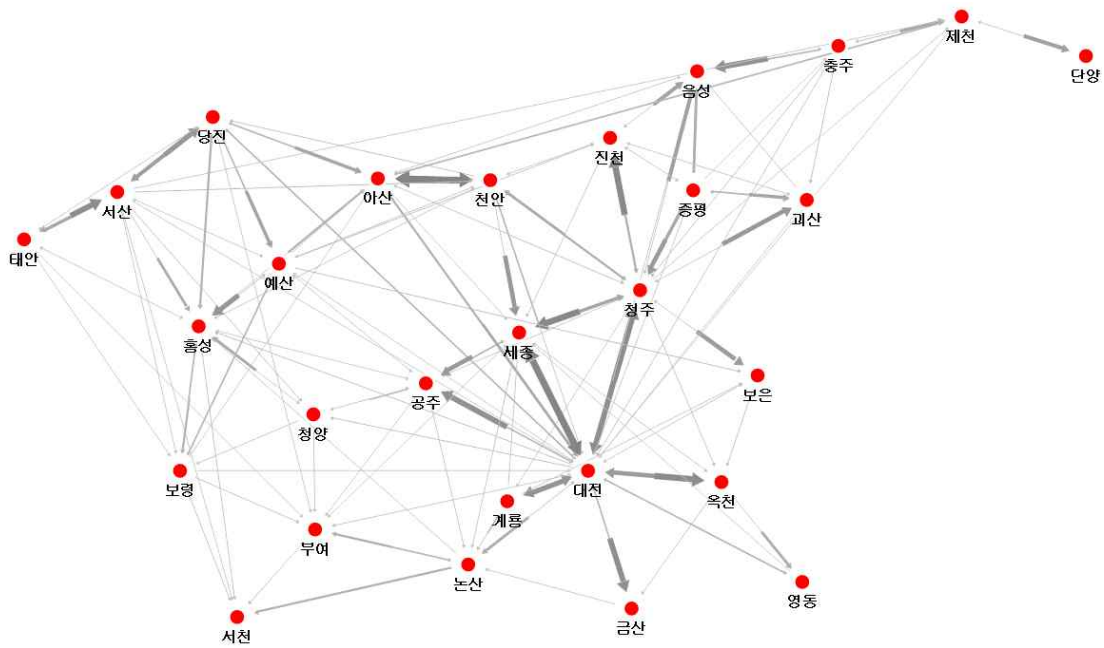 제천
충주
단양
음성
당진
진천
아산
천안
서산
증평
괴산
태안
예산
청주
홍성
세종
보은
공주
청양
보령
대전
옥천
계룡
부여
논산
영동
금산
서천